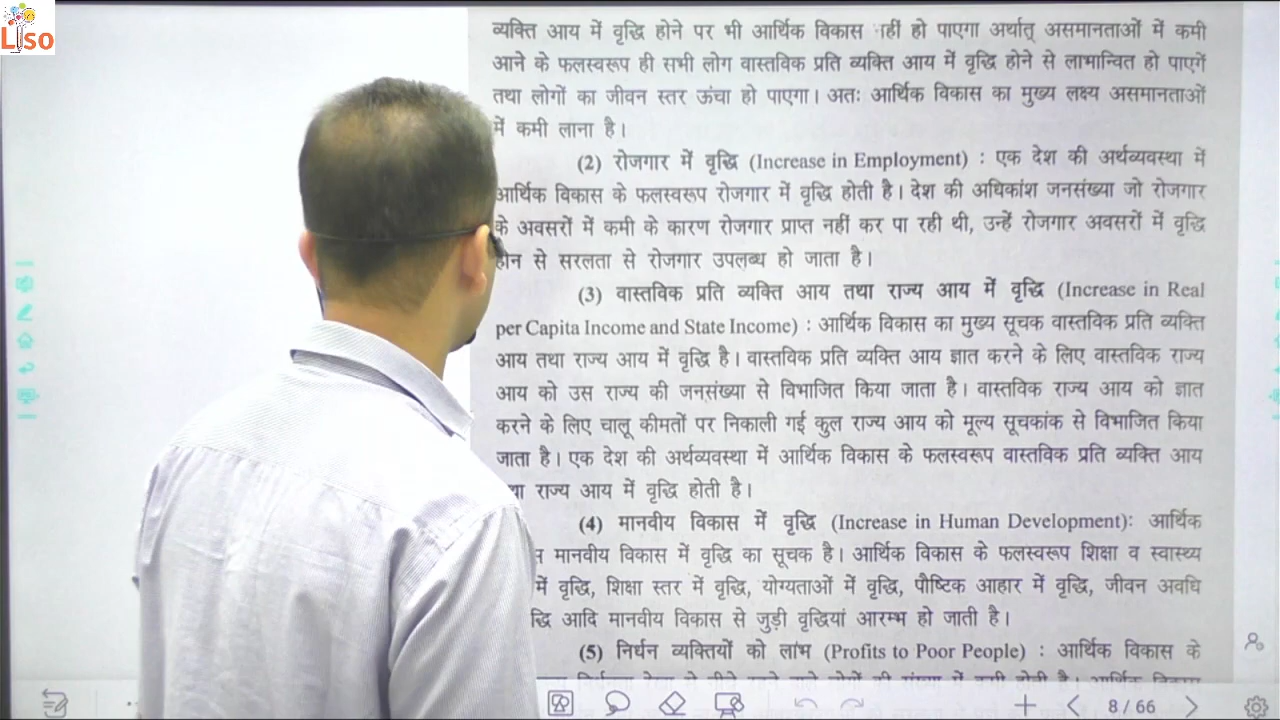 Liso
व्यक्ति आय में वृद्धि होने पर भी आर्थिक विकास नहीं हो पाएगा अर्थात् असमानताओं में कमी
आने के फलस्वरूप ही सभी लोग वास्तविक प्रति व्यक्ति आय में वृद्धि होने से लाभान्वित हो पाएगें
तथा लोगों का जीवन स्तर ऊंचा हो पाएगा। अतः आर्थिक विकास का मुख्य लक्ष्य असमानताओं
में कमी लाना है।
(2) रोजगार में वृद्धि (Increase in Employment) : एक देश की अर्थव्यवस्था में
आर्थिक विकास के फलस्वरूप रोजगार में वृद्धि होती है। देश की अधिकांश जनसंख्या जो रोजगार
के अवसरों में कमी के कारण रोजगार प्राप्त नहीं कर पा रही थी, उन्हें रोजगार अवसरों में वृद्धि
होन से सरलता से रोजगार उपलब्ध हो जाता है।
(3) वास्तविक प्रति व्यक्ति आय तथा राज्य आय में वृद्धि (Increase in Real
per Capita Income and State Income) : आर्थिक विकास का मुख्य सूचक वास्तविक प्रति व्यक्ति
आय तथा राज्य आय में वृद्धि है। वास्तविक प्रति व्यक्ति आय ज्ञात करने के लिए वास्तविक राज्य
आय को उस राज्य की जनसंख्या से विभाजित किया जाता है। वास्तविक राज्य आय को ज्ञात
करने के लिए चालू कीमतों पर निकाली गई कुल राज्य आय को मूल्य सूचकांक से विभाजित किया
जाता है। एक देश की अर्थव्यवस्था में आर्थिक विकास के फलस्वरूप वास्तविक प्रति व्यक्ति आय
राज्य आय में वृद्धि होती है।
(4) मानवीय विकास में वृद्धि (Increase in Human Development): आर्थिक
मानवीय विकास में वृद्धि का सूचक है। आर्थिक विकास के फलस्वरूप शिक्षा व स्वास्थ्य
में वृद्धि, शिक्षा स्तर में वृद्धि, योग्यताओं में वृद्धि, पौष्टिक आहार में वृद्धि, जीवन अवधि
आदि मानवीय विकास से जुड़ी वृद्धियां आरम्भ हो जाती है।
(5) निर्धन व्यक्तियों को लाभ (Profits to Poor People) : आर्थिक विकास के
8 / 66